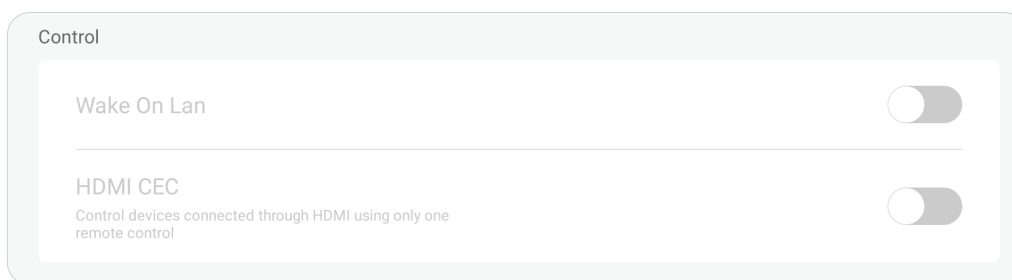 Control
Wake On Lan
HDMI CEC
Control devices connected through HDMI using only one
remote control